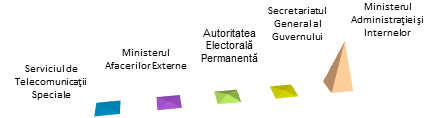 Serviciul de
Telecomunicații
Speciale
Ministerul
Afacerilor Externe
Autoritatea
Electorală
Permanentă
Secretariatul
General al
Guvernului
Ministerul
Administrației și
Internelor